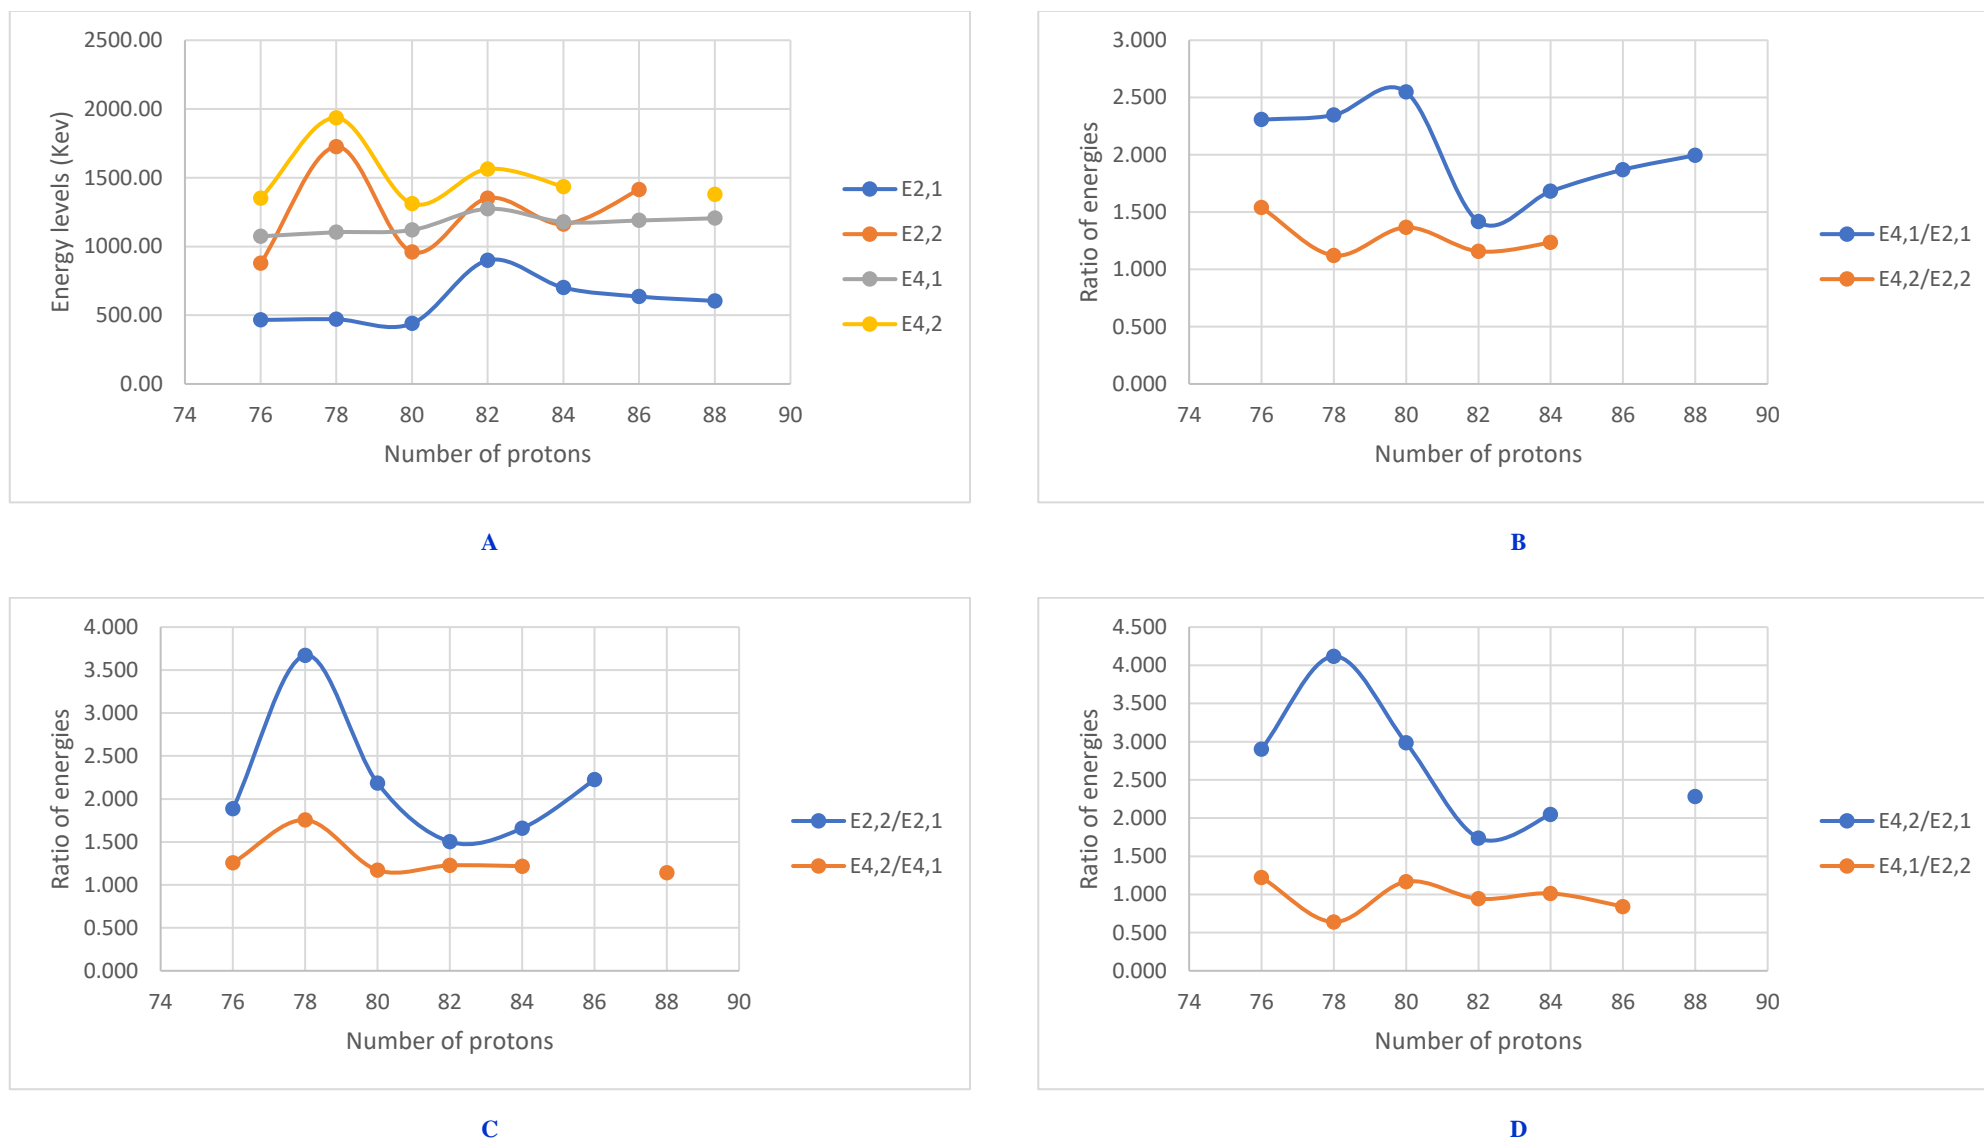 2500.00
2000.00
1500.00
1000.00
500.00
0.00
74 76 78 80 82 84 86 88 90
Energy levels (Kev)
Number of protons
E2,1
E2,2
E4,1
E4,2
A
3.000
2.500
2.000
1.500
1.000
0.500
0.000
74 76 78 80 82 84 86 88 90
Ratio of energies
Number of protons
E4,1/E2,1
E4,2/E2,2
B
4.000
3.500
3.000
2.500
2.000
1.500
1.000
0.500
0.000
74 76 78 80 82 84 86 88 90
Ratio of energies
Number of protons
E2,2/E2,1
E4,2/E4,1
C
4.500
4.000
3.500
3.000
2.500
2.000
1.500
1.000
0.500
0.000
74 76 78 80 82 84 86 88 90
Ratio of energies
Number of protons
E4,2/E2,1
E4,1/E2,2
D